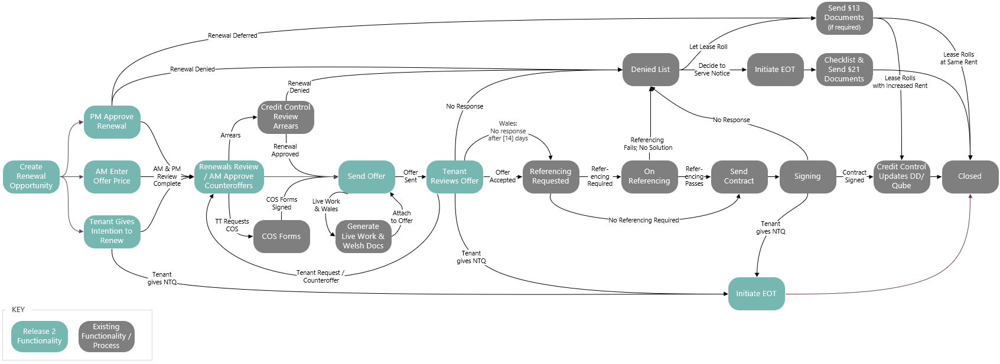 Send §13
Documents
(if required)
Renewal Deferred
Let Lease Roll
Lease Rolls
at Same Rent
Renewal Denied
Denied List
Decide to
Serve Notice
Initiate EOT
Checklist &
Send §21
Documents
Lease Rolls
with Increased Rent
Renewal
Denied
Credit Control
Review
Arrears
No Response
PM Approve
Renewal
Arrears
Wales:
No response
after [14] days
No Response
Renewal
Approved
Referencing
Fails; No Solution
Create
Renewal
Opportunity
AM Enter
Offer Price
AM & PM
Review
Complete
Renewals Review
/ AM Approve
Counteroffers
Send Offer
Offer
Sent
Tenant
Reviews Offer
Offer
Accepted
Referencing
Requested
Refer-
encing
Required
On
Referencing
Refer-
encing
Passes
Send
Contract
Signing
Contract
Signed
Credit Control
Updates DD/
Qube
Closed
COS Forms
Signed
Live Work
& Wales
Attach
to Offer
Tenant Gives
Intention to
Renew
TT Requests
COS
COS Forms
Generate
Live Work &
Welsh Docs
No Referencing Required
Tenant
gives NTQ
Tenant
gives NTQ
Tenant Request /
Counteroffer
Tenant
gives NTQ
Initiate EOT
KEY
Release 2
Functionality
Existing
Functionality /
Process